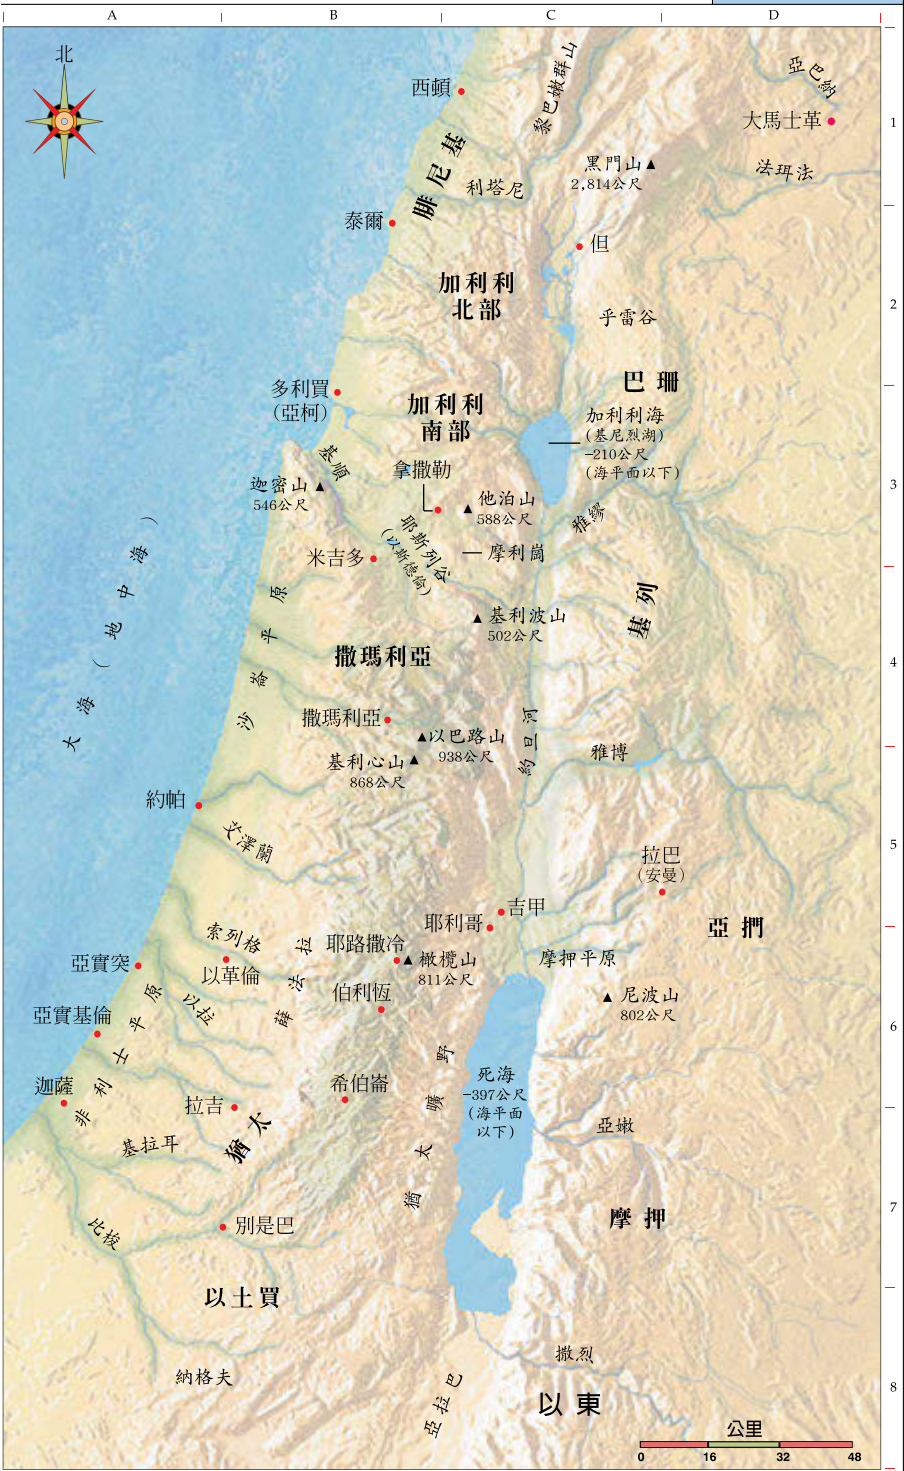 A B C D
北
1
2
3
4
5
6
7
8
西頓
黎巴嫩群山
亞巴納
大馬士革
腓尼基
利塔尼
黑門山
2,814公尺
法珥法
泰爾
但
加利利
北部
乎雷谷
巴珊
多利買
(亞柯)
加利利
南部
加利利海
(基尼烈湖)
–210公尺
(海平面以下)
基順
拿撒勒
迦密山
546公尺
他泊山
588公尺
雅繆
耶斯列谷
(以斯德倫)
摩利崗
米吉多
大海(地中海)
沙崙平原
基利波山
502公尺
基列
撒瑪利亞
撒瑪利亞
以巴路山
938公尺
基利心山
868公尺
約旦河
雅博
約帕
艾澤蘭
拉巴
(安曼)
吉甲
耶利哥
亞捫
索列格
以革倫
薛法拉
耶路撒冷
橄欖山
811公尺
摩押平原
亞實突
以拉
伯利恆
尼波山
802公尺
亞實基倫
非利士平原
猶太曠野
死海
–397公尺
(海平面
以下)
迦薩
拉吉
希伯崙
猶太
亞嫩
基拉耳
比梭
別是巴
摩押
以土買
納格夫
亞拉巴
撒烈
以東
公里
0 16 32 48